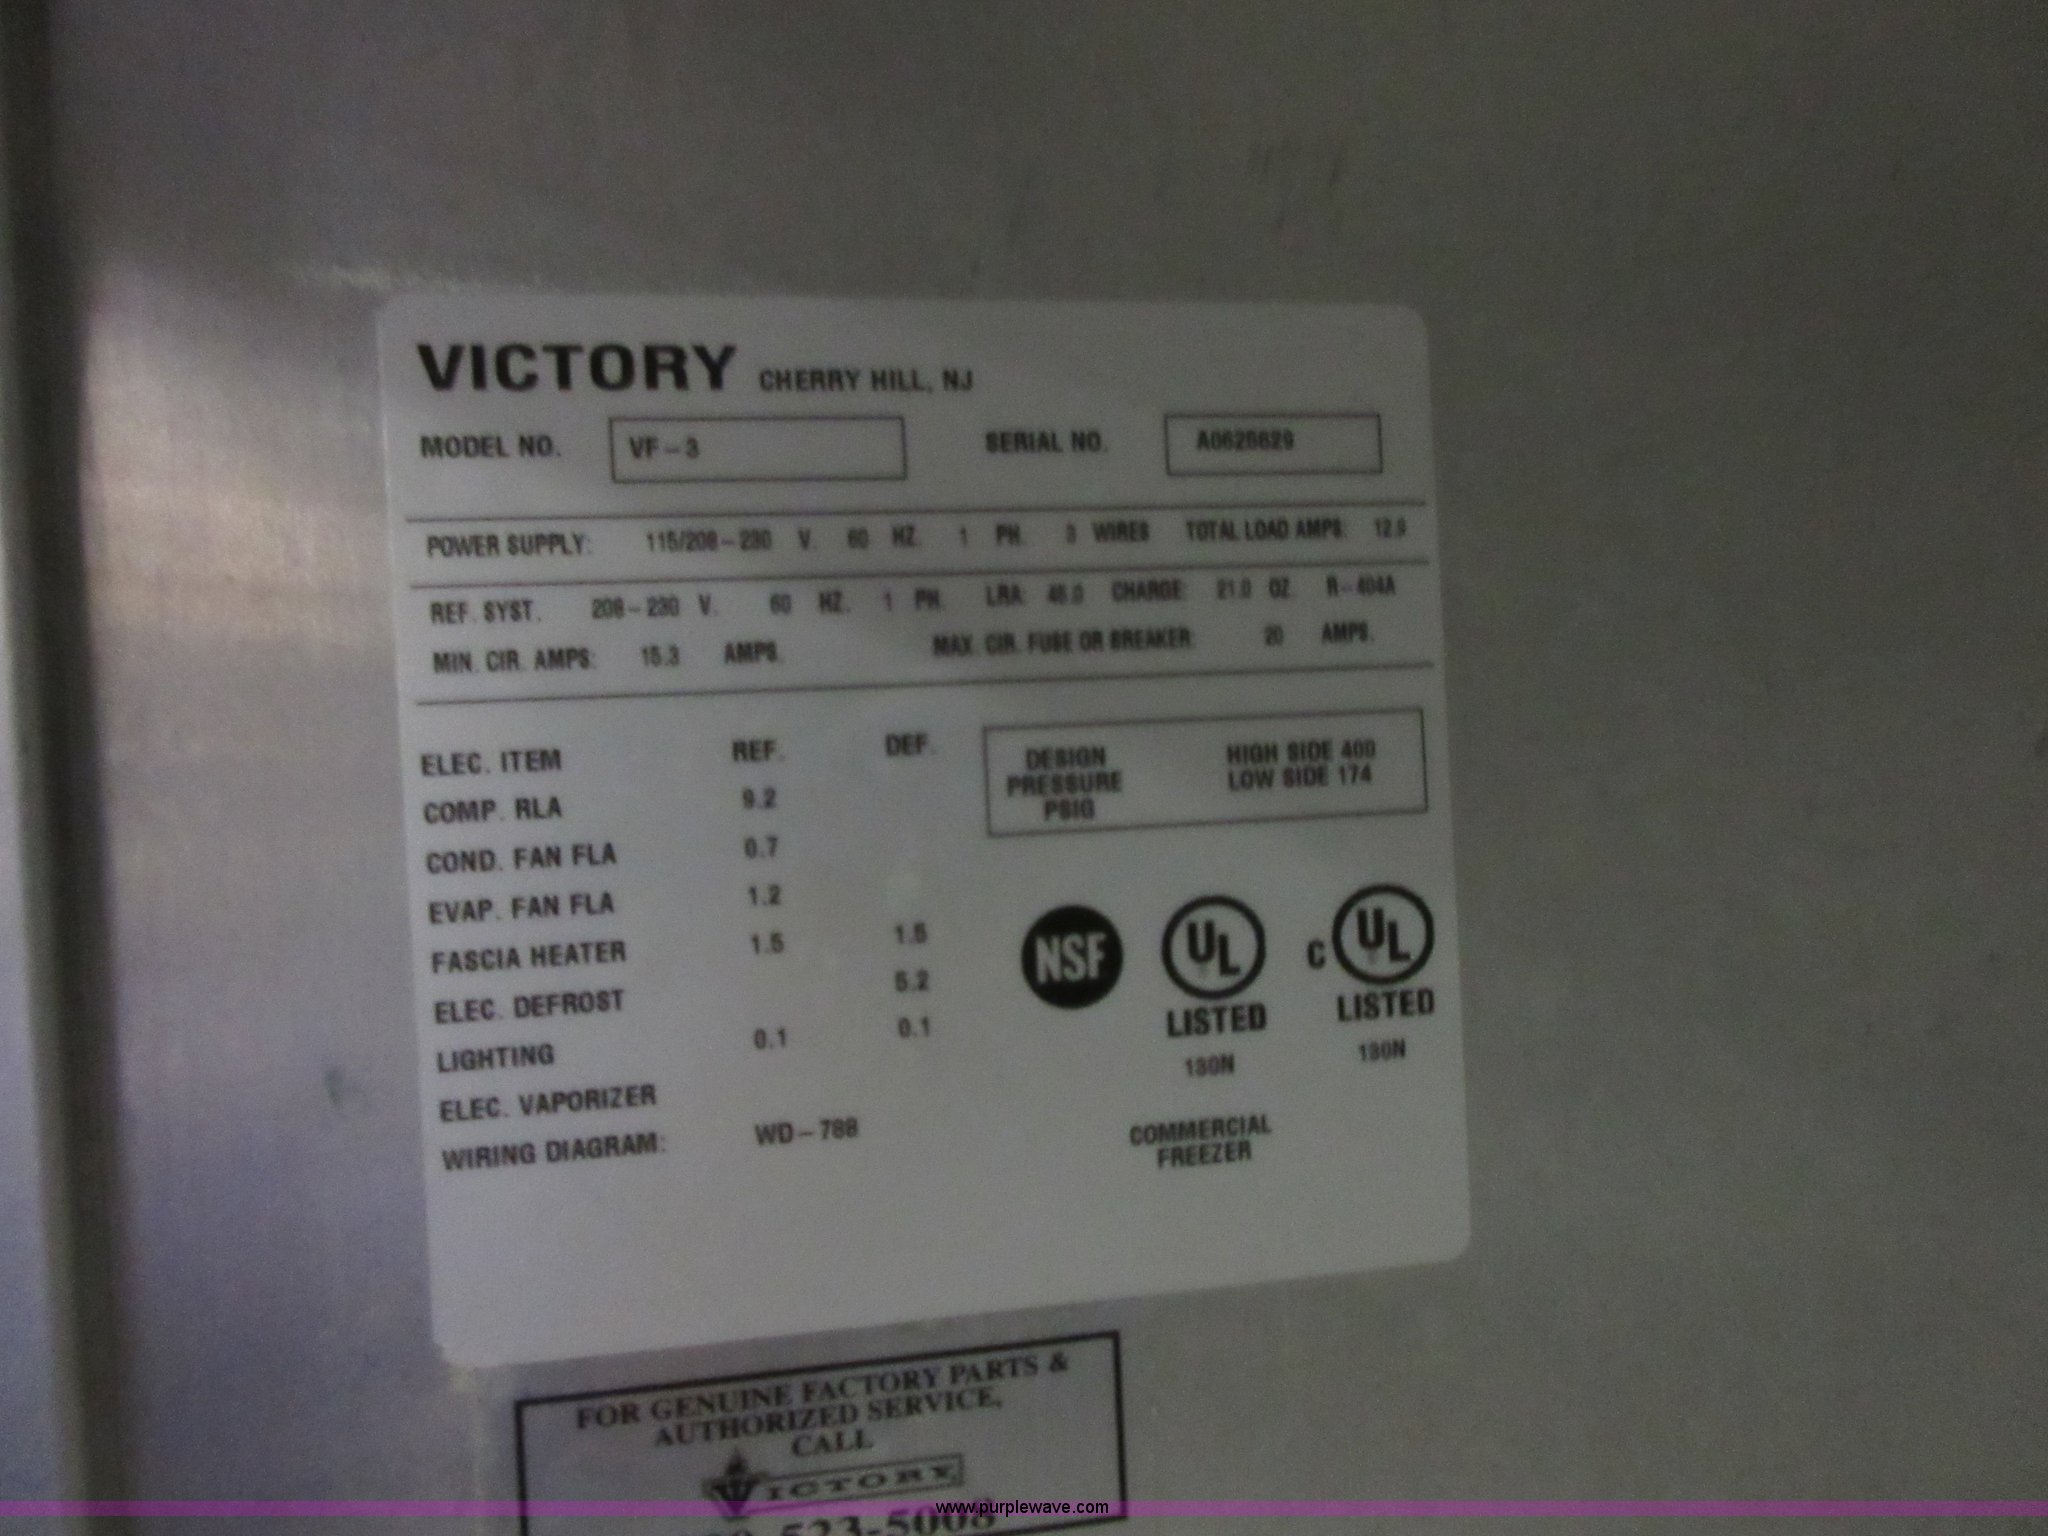 VICTORY CHERRY HILL, NJ
MODEL NO. VF-3 SERIAL NO.
POWER SUPPLY: 115/208-230 V. 60 HZ. 1 PH. 3 WIRES TOTAL LOAD AMPS:
REF. SYST. 208-230 V. 60 HZ. 1 PH. LRA CHARGE: 21.0 OZ. R-404A
MIN. CIR. AMPS: 15.3 AMPS. MAX. CIR. FUSE OR BREAKER: 20 AMPS.
ELEC. ITEM REF. DEF.
COMP. RLA 9.2
COND. FAN FLA 0.7
EVAP. FAN FLA 1.2
FASCIA HEATER 1.5 1.5
ELEC. DEFROST 5.2
LIGHTING 0.1 0.1
ELEC. VAPORIZER
WIRING DIAGRAM: WD-788
DESIGN PRESSURE PSIG
HIGH SIDE 400
LOW SIDE 174
NSF
UL LISTED
C UL LISTED
COMMERCIAL
FREEZER
FOR GENUINE FACTORY PARTS &
AUTHORIZED SERVICE,
CALL
VICTORY
523-5008
www.purplewave.com